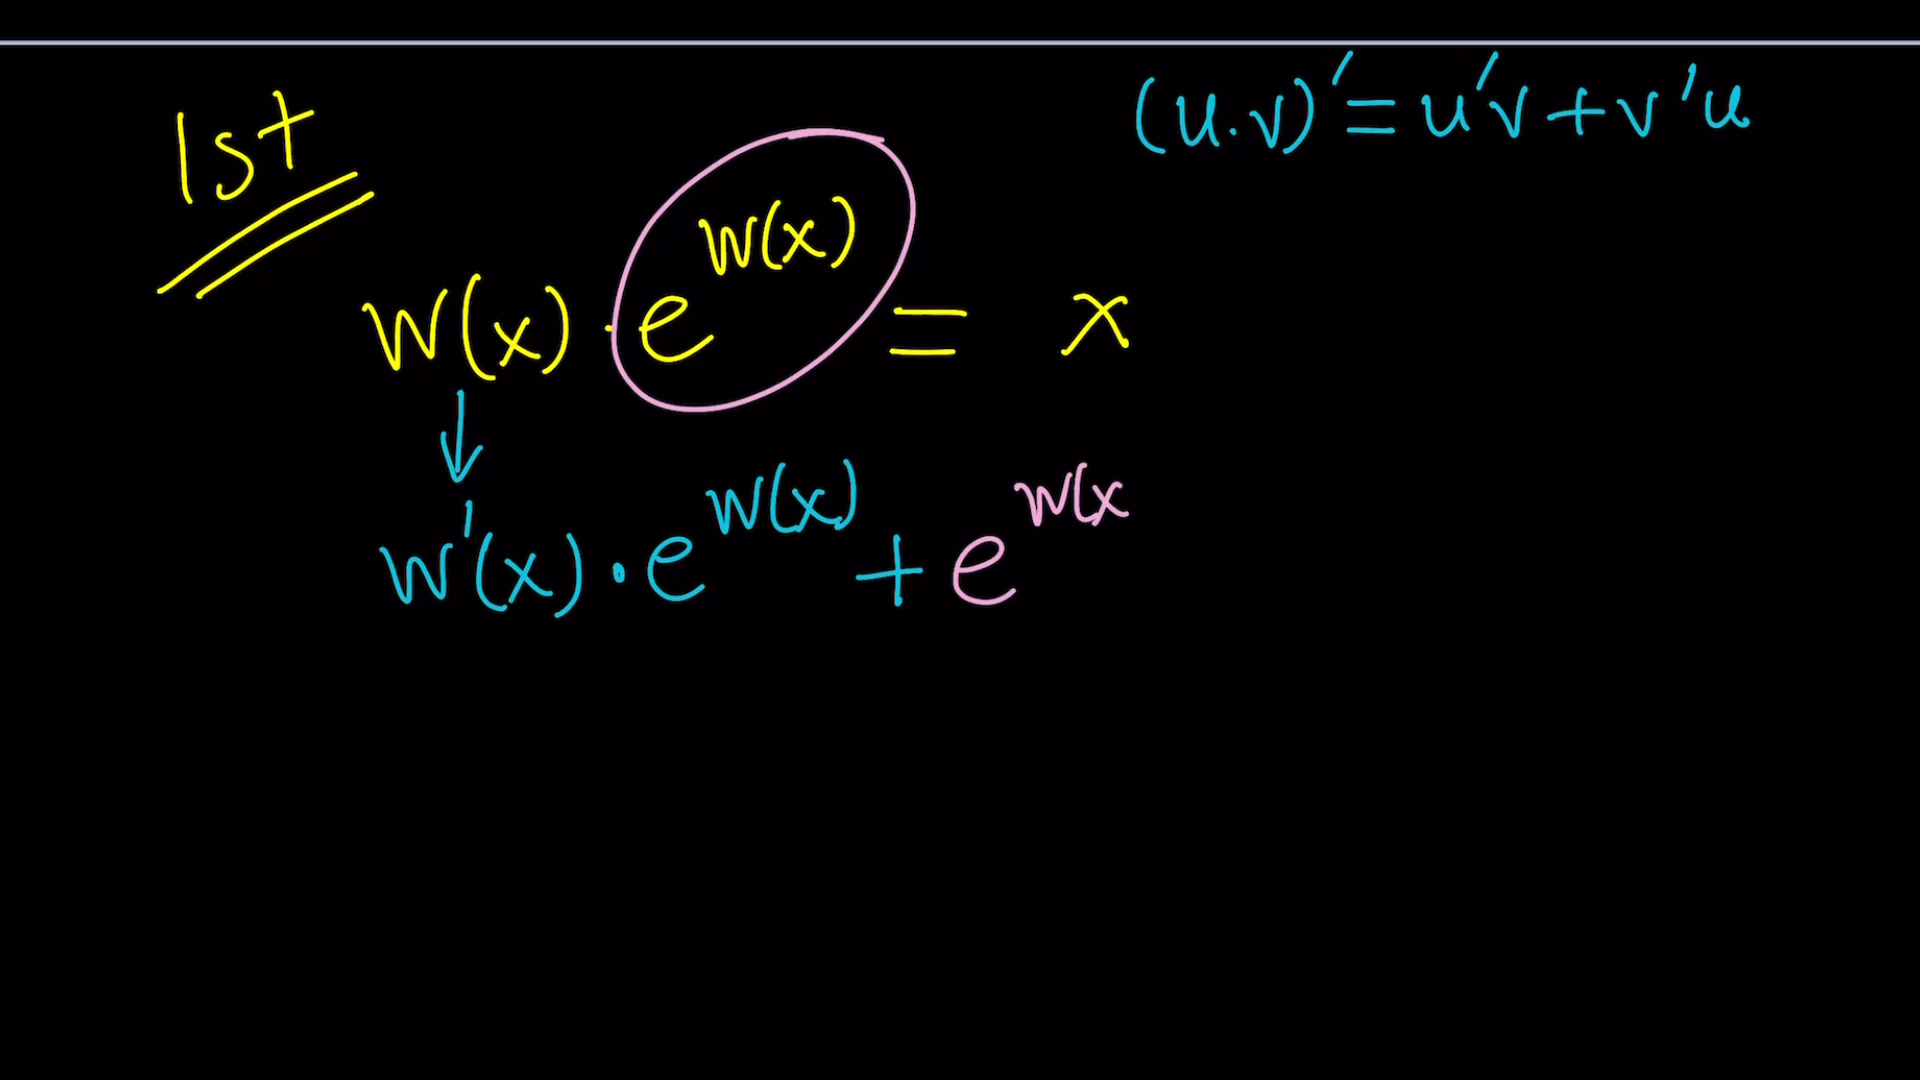 1st
(u.v)′=u′v+v′u
W(x)·e^W(x) = x
W′(x)·e^W(x)+e^W(x